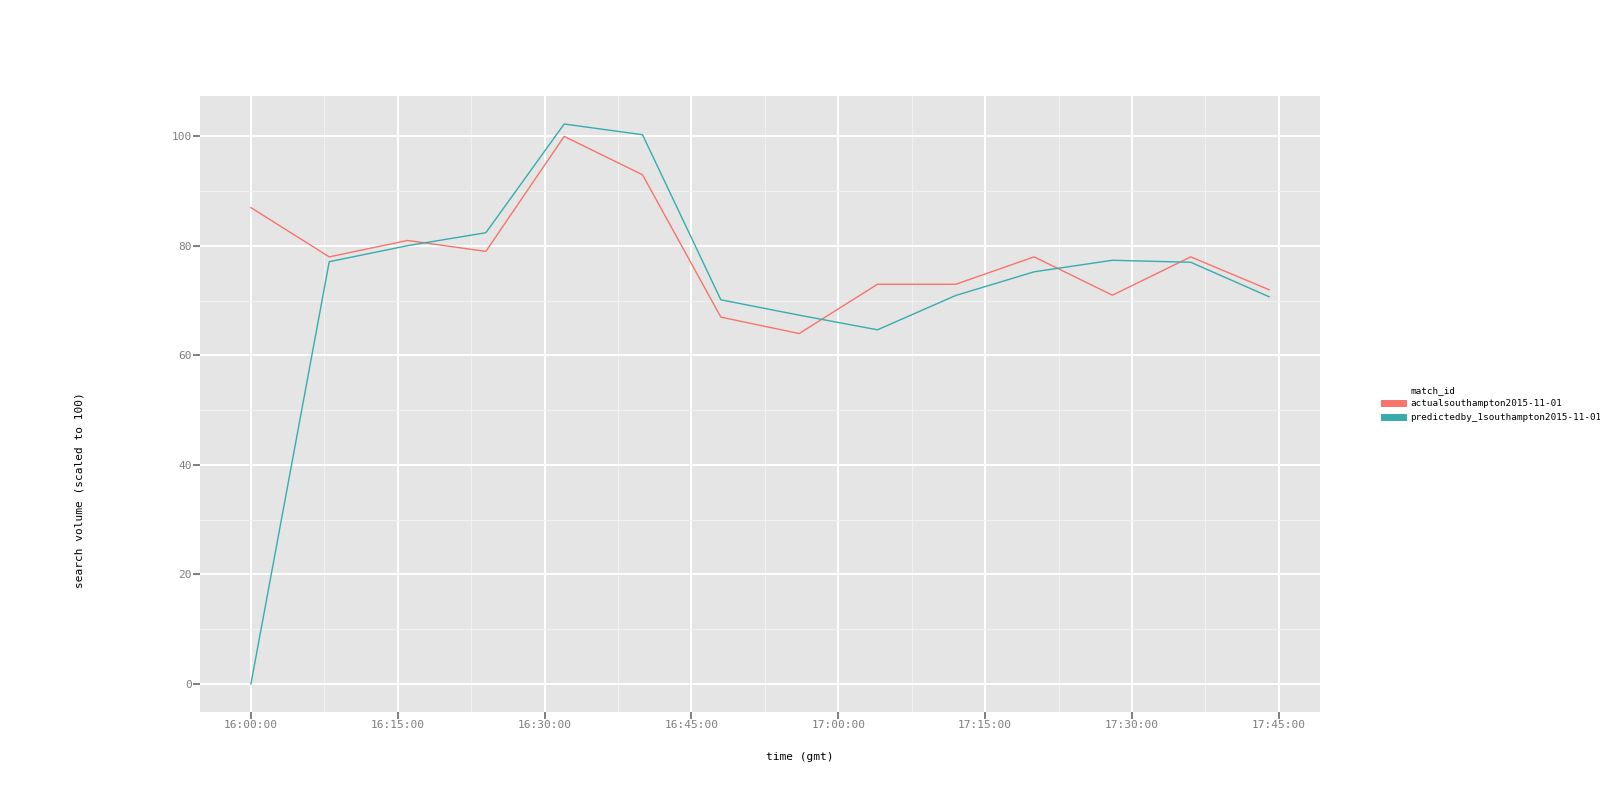 100
80
60
40
20
0
search volume (scaled to 100)
16:00:00 16:15:00 16:30:00 16:45:00 17:00:00 17:15:00 17:30:00 17:45:00
time (gmt)
match_id
actualsouthampton2015-11-01
predictedby_1southampton2015-11-01